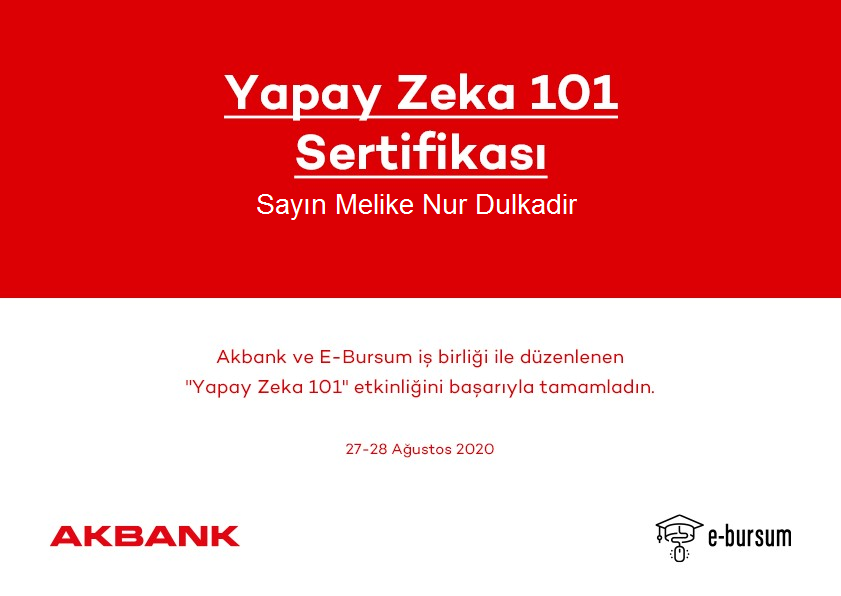 Yapay Zeka 101
Sertifikası
Sayın Melike Nur Dulkadir
Akbank ve E-Bursum iş birliği ile düzenlenen
"Yapay Zeka 101" etkinliğini başarıyla tamamladın.
27-28 Ağustos 2020
AKBANK
e-bursum